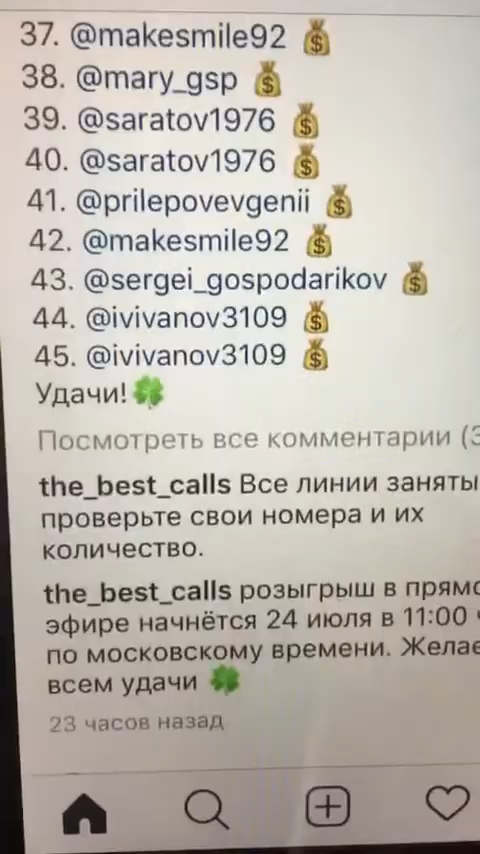 37. @makesmile92 💰
38. @mary_gsp 💰
39. @saratov1976 💰
40. @saratov1976 💰
41. @prilepovevgenii 💰
42. @makesmile92 💰
43. @sergei_gospodarikov 💰
44. @ivivanov3109 💰
45. @ivivanov3109 💰
Удачи!🍀
Посмотреть все комментарии (3
the_best_calls Все линии заняты
проверьте свои номера и их
количество.
the_best_calls розыгрыш в
эфире начнётся 24 июля в 11:00
по московскому времени.
всем удачи 🍀
23 часов назад